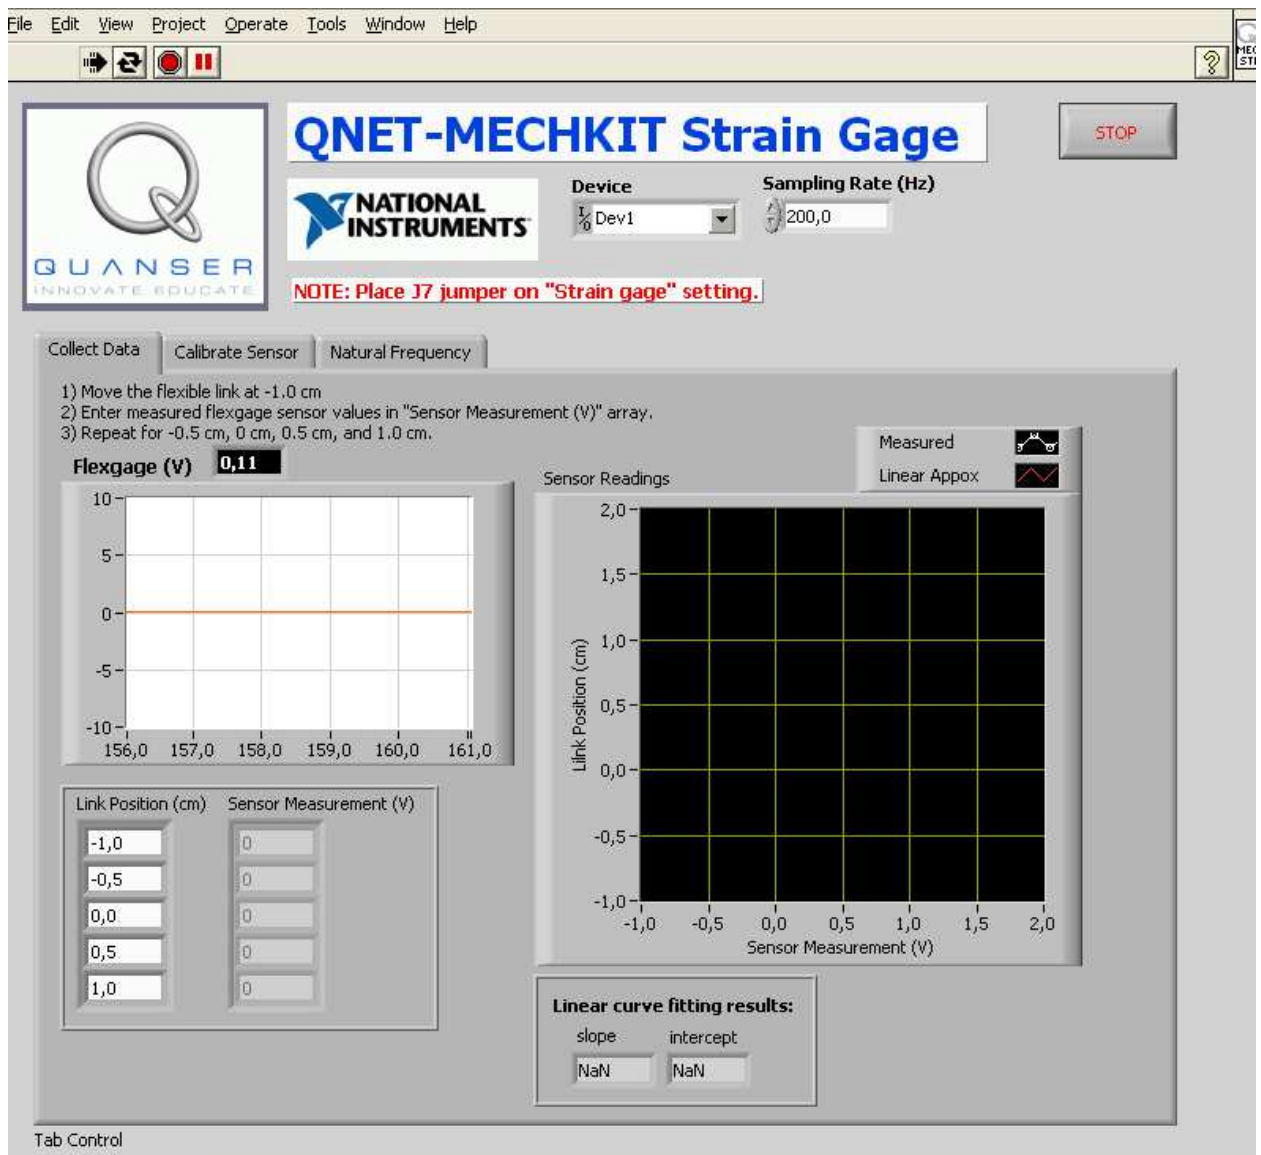 File Edit View Project Operate Tools Window Help
QNET-MECHKIT Strain Gage
STOP
QUANSER
INNOVATE EDUCATE
NATIONAL
INSTRUMENTS
Device
Dev1
Sampling Rate (Hz)
200,0
NOTE: Place J7 jumper on "Strain gage" setting.
Collect Data Calibrate Sensor Natural Frequency
1) Move the flexible link at -1.0 cm
2) Enter measured flexgage sensor values in "Sensor Measurement (V)" array.
3) Repeat for -0.5 cm, 0 cm, 0.5 cm, and 1.0 cm.
Flexgage (V) 0,11
10
5
0
-5
-10
156,0 157,0 158,0 159,0 160,0 161,0
Link Position (cm) Sensor Measurement (V)
-1,0 0
-0,5 0
0,0 0
0,5 0
1,0 0
Measured
Linear Appox
Sensor Readings
2,0
1,5
1,0
0,5
0,0
-0,5
-1,0
Lilnk Position (cm)
-1,0 -0,5 0,0 0,5 1,0 1,5 2,0
Sensor Measurement (V)
Linear curve fitting results:
slope intercept
NaN NaN
Tab Control